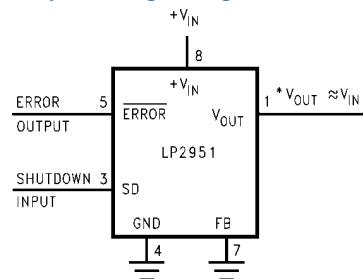 +VIN
8
+VIN
ERROR 5 ERROR
OUTPUT
1 *VOUT ≈VIN
VOUT
LP2951
SHUTDOWN 3 SD
INPUT
GND FB
4 7